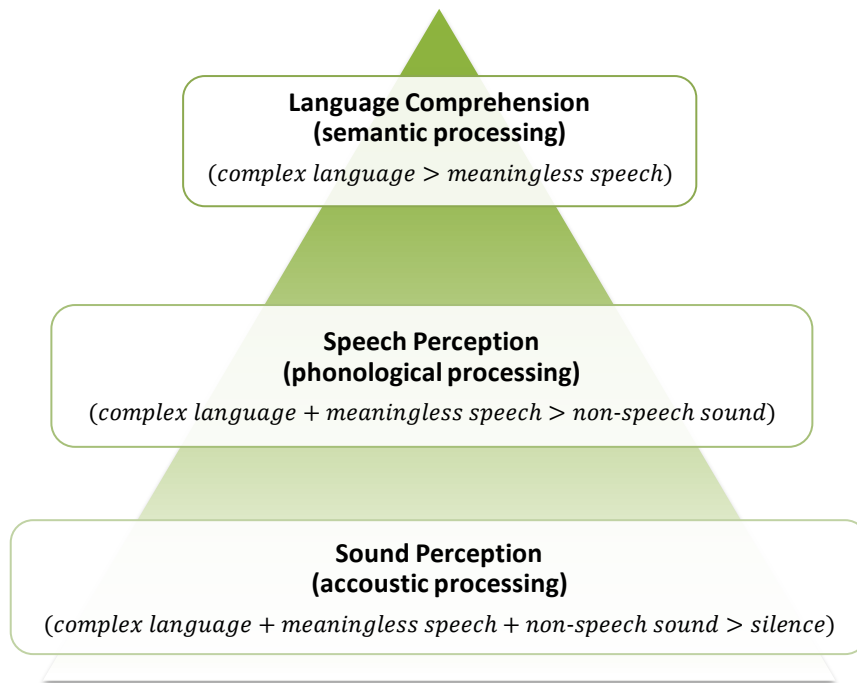 Language Comprehension
(semantic processing)
(complex language > meaningless speech)
Speech Perception
(phonological processing)
(complex language + meaningless speech > non-speech sound)
Sound Perception
(accoustic processing)
(complex language + meaningless speech + non-speech sound > silence)